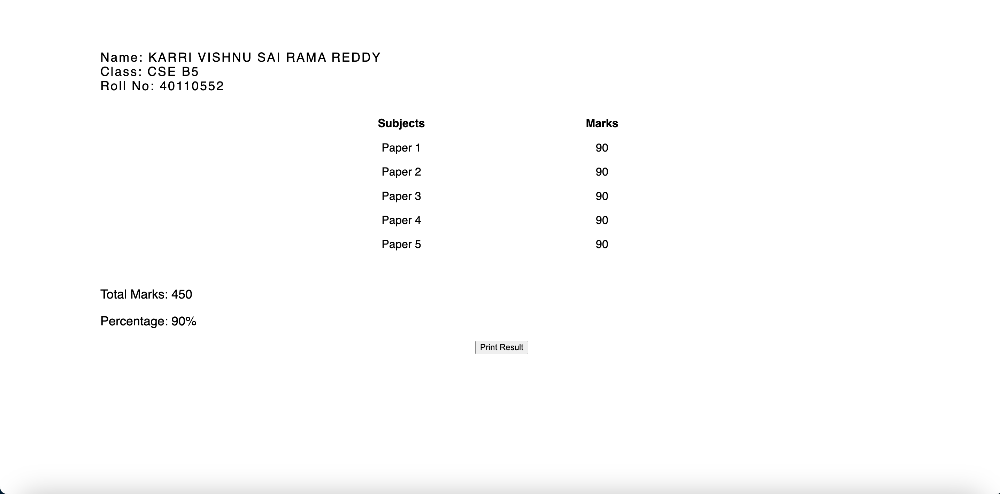 Name: KARRI VISHNU SAI RAMA REDDY
Class: CSE B5
Roll No: 40110552
Subjects Marks
Paper 1 90
Paper 2 90
Paper 3 90
Paper 4 90
Paper 5 90
Total Marks: 450
Percentage: 90%
Print Result